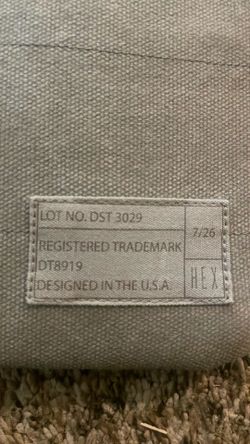 LOT NO. DST 3029
7/26
REGISTERED TRADEMARK
DT8919
DESIGNED IN THE U.S.A.
HEX